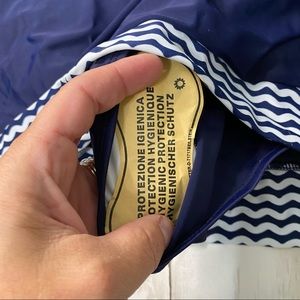 PROTEZIONE IGIENICA
PROTECTION HYGIENIQUE
HYGIENIC PROTECTION
HYGIENISCHER SCHUTZ